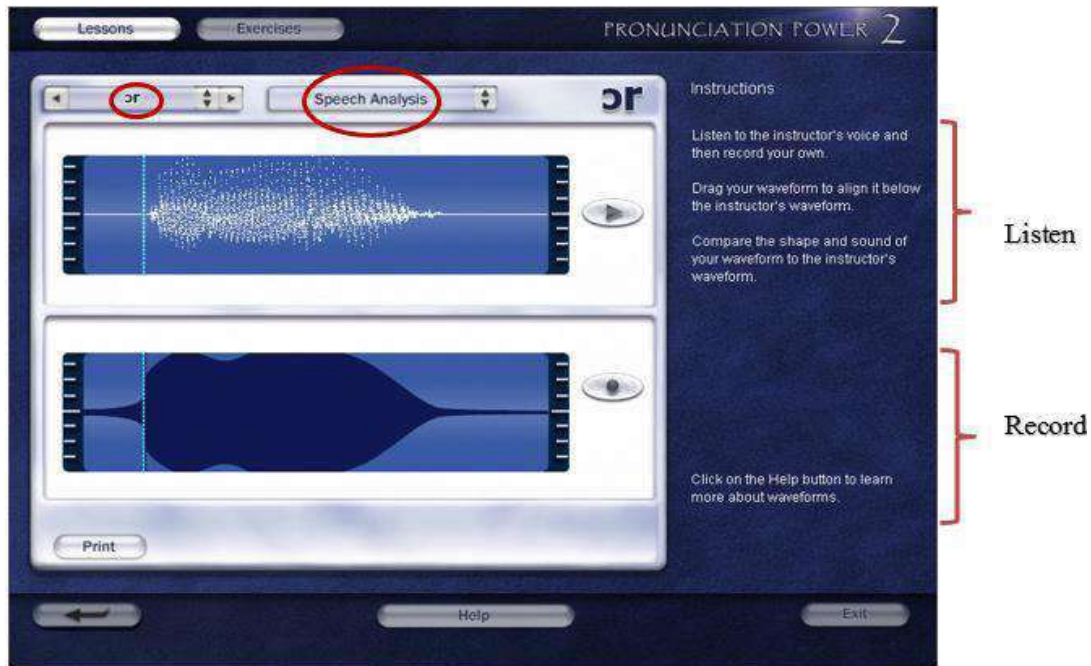 Lessons
Exercises
PRONUNCIATION POWER 2
ɔr
Speech Analysis
ɔr
Instructions
Listen to the instructor's voice and
then record your own.
Drag your waveform to align it below
the instructor's waveform.
Compare the shape and sound of
your waveform to the instructor's
waveform.
Listen
Record
Click on the Help button to learn
more about waveforms.
Print
Help
Exit